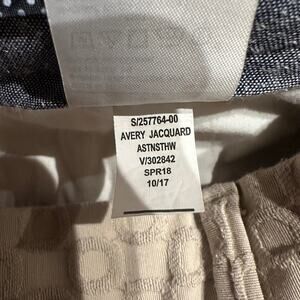 S/257764-00
AVERY JACQUARD
ASTNSTHW
V/302842
SPR18
10/17